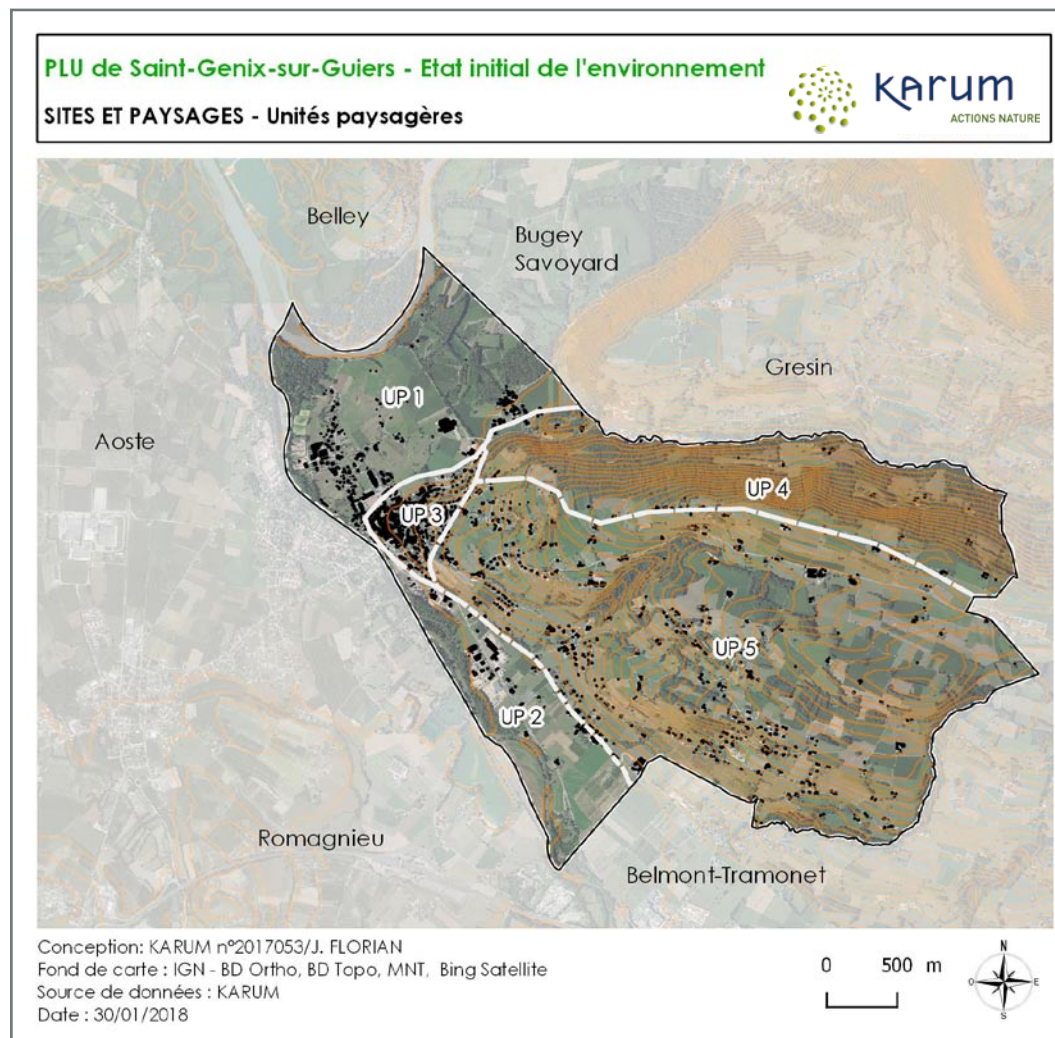 PLU de Saint-Genix-sur-Guiers - Etat initial de l'environnement
SITES ET PAYSAGES - Unités paysagères
KARUM
ACTIONS NATURE
Belley
Bugey
Savoyard
Gresin
UP 1
Aoste
UP 4
UP 3
UP 5
UP 2
Romagnieu
Belmont-Tramonet
Conception: KARUM n°2017053/J. FLORIAN
Fond de carte : IGN - BD Ortho, BD Topo, MNT, Bing Satellite
Source de données : KARUM
Date : 30/01/2018
0 500 m
N
O E
S